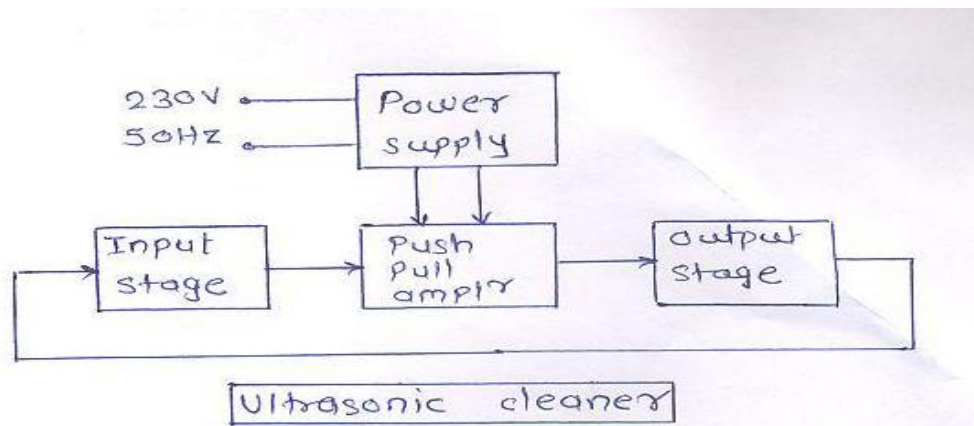 230V
50HZ
Power
supply
Input
stage
Push
Pull
amplr
output
stage
Ultrasonic cleaner